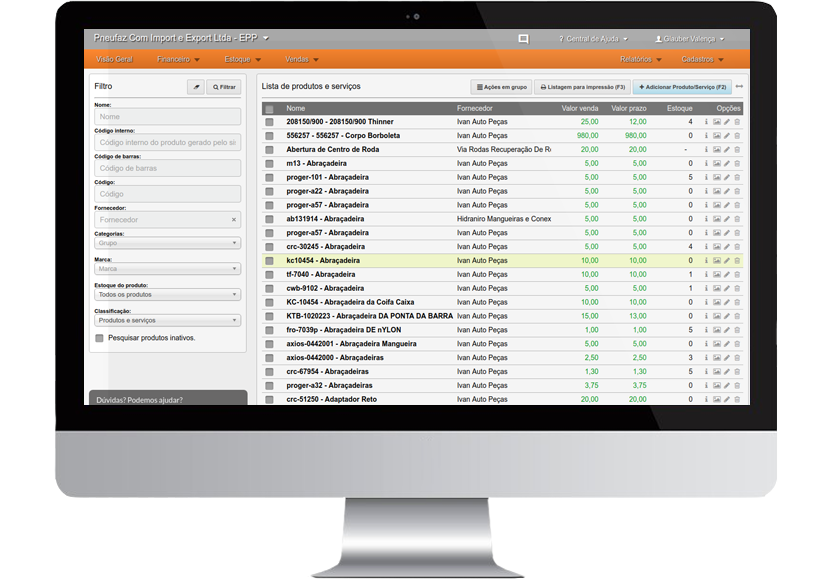 Pneufaz Com Import e Export Ltda - EPP
? Central de Ajuda
Glauber Valença
Visão Geral Financeiro Estoque Vendas Relatórios Cadastros
Filtro
Filtrar
Nome:
Nome
Código interno:
Código interno do produto gerado pelo si
Código de barras:
Código de barras
Código:
Código
Fornecedor:
Fornecedor ×
Categorias:
Grupo
Marca:
Marca
Estoque do produto:
Todos os produtos
Classificação:
Produtos e serviços
Pesquisar produtos inativos.
Dúvidas? Podemos ajudar?
Lista de produtos e serviços
Ações em grupo
Listagem para impressão (F3)
+ Adicionar Produto/Serviço (F2)
Nome Fornecedor Valor venda Valor prazo Estoque Opções
208150/900 - 208150/900 Thinner Ivan Auto Peças 25,00 12,00 4
556257 - 556257 - Corpo Borboleta Ivan Auto Peças 980,00 980,00 0
Abertura de Centro de Roda Via Rodas Recuperação De R 20,00 20,00 -
m13 - Abraçadeira Ivan Auto Peças 5,00 5,00 0
proger-101 - Abraçadeira Ivan Auto Peças 5,00 5,00 5
proger-a22 - Abraçadeira Ivan Auto Peças 5,00 5,00 0
proger-a57 - Abraçadeira Ivan Auto Peças 5,00 5,00 0
ab131914 - Abraçadeira Hidraniro Mangueiras e Conex 5,00 5,00 0
proger-a57 - Abraçadeira Ivan Auto Peças 5,00 5,00 0
crc-30245 - Abraçadeira Ivan Auto Peças 5,00 5,00 4
kc10454 - Abraçadeira Ivan Auto Peças 10,00 10,00 0
tf-7040 - Abraçadeira Ivan Auto Peças 10,00 10,00 1
cwb-9102 - Abraçadeira Ivan Auto Peças 5,00 5,00 1
KC-10454 - Abraçadeira da Coifa Caixa Ivan Auto Peças 10,00 10,00 0
KTB-1020223 - Abraçadeira DA PONTA DA BARRA Ivan Auto Peças 15,00 13,00 0
fro-7039p - Abraçadeira DE nYLON Ivan Auto Peças 1,00 1,00 5
axios-0442001 - Abraçadeira Mangueira Ivan Auto Peças 5,00 5,00 0
axios-0442000 - Abraçadeiras Ivan Auto Peças 2,50 2,50 3
crc-67954 - Abraçadeiras Ivan Auto Peças 1,30 1,30 5
proger-a32 - Abraçadeiras Ivan Auto Peças 3,75 3,75 0
crc-51250 - Adaptador Reto Ivan Auto Peças 20,00 20,00 0